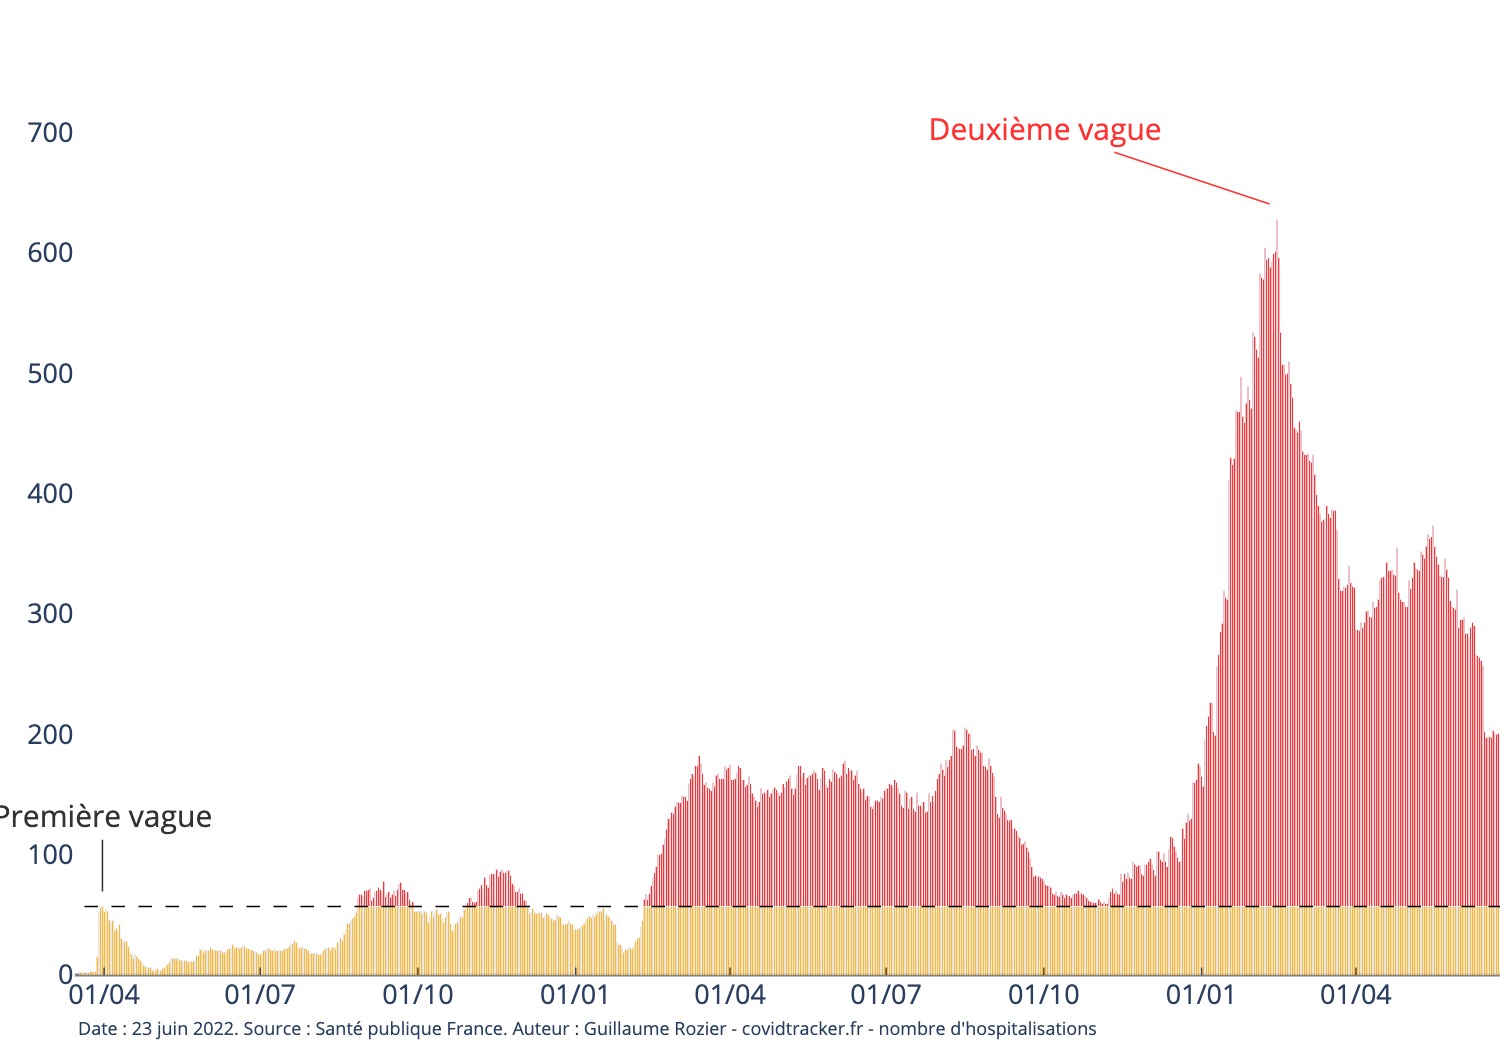 700
Deuxième vague
600
500
400
300
200
Première vague
100
0
01/04 01/07 01/10 01/01 01/04 01/07 01/10 01/01 01/04
Date : 23 juin 2022. Source : Santé publique France. Auteur : Guillaume Rozier - covidtracker.fr - nombre d'hospitalisations